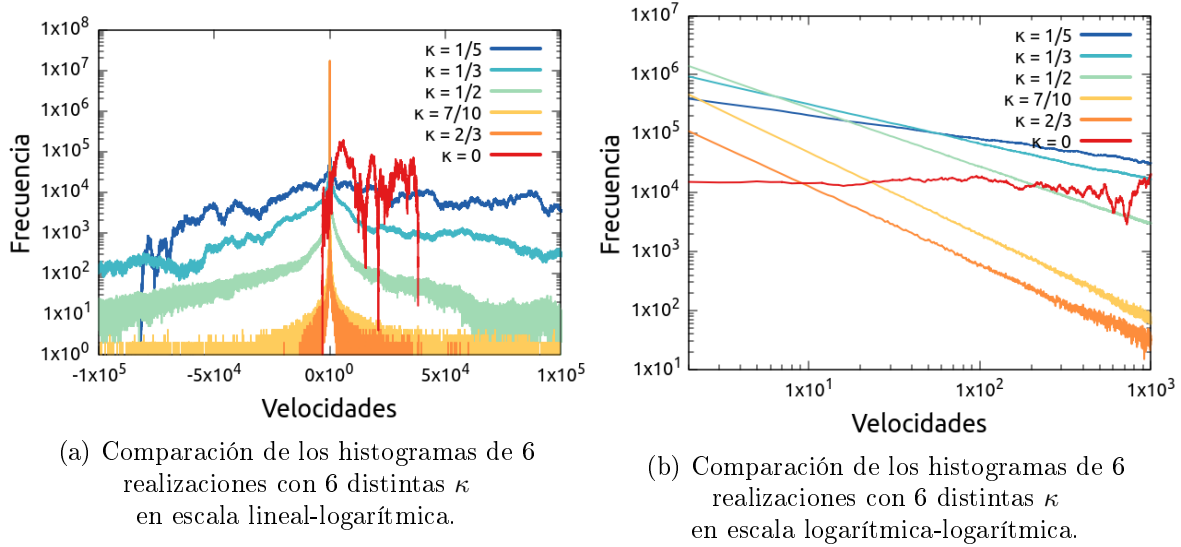 1x10^8
1x10^7
1x10^6
1x10^5
1x10^4
1x10^3
1x10^2
1x10^1
1x10^0
Frecuencia
κ = 1/5
κ = 1/3
κ = 1/2
κ = 7/10
κ = 2/3
κ = 0
-1x10^5
-5x10^4
0x10^0
5x10^4
1x10^5
Velocidades
(a) Comparación de los histogramas de 6
realizaciones con 6 distintas κ
en escala lineal-logarítmica.
1x10^7
1x10^6
1x10^5
1x10^4
1x10^3
1x10^2
1x10^1
Frecuencia
κ = 1/5
κ = 1/3
κ = 1/2
κ = 7/10
κ = 2/3
κ = 0
1x10^1
1x10^2
1x10^3
Velocidades
(b) Comparación de los histogramas de 6
realizaciones con 6 distintas κ
en escala logarítmica-logarítmica.